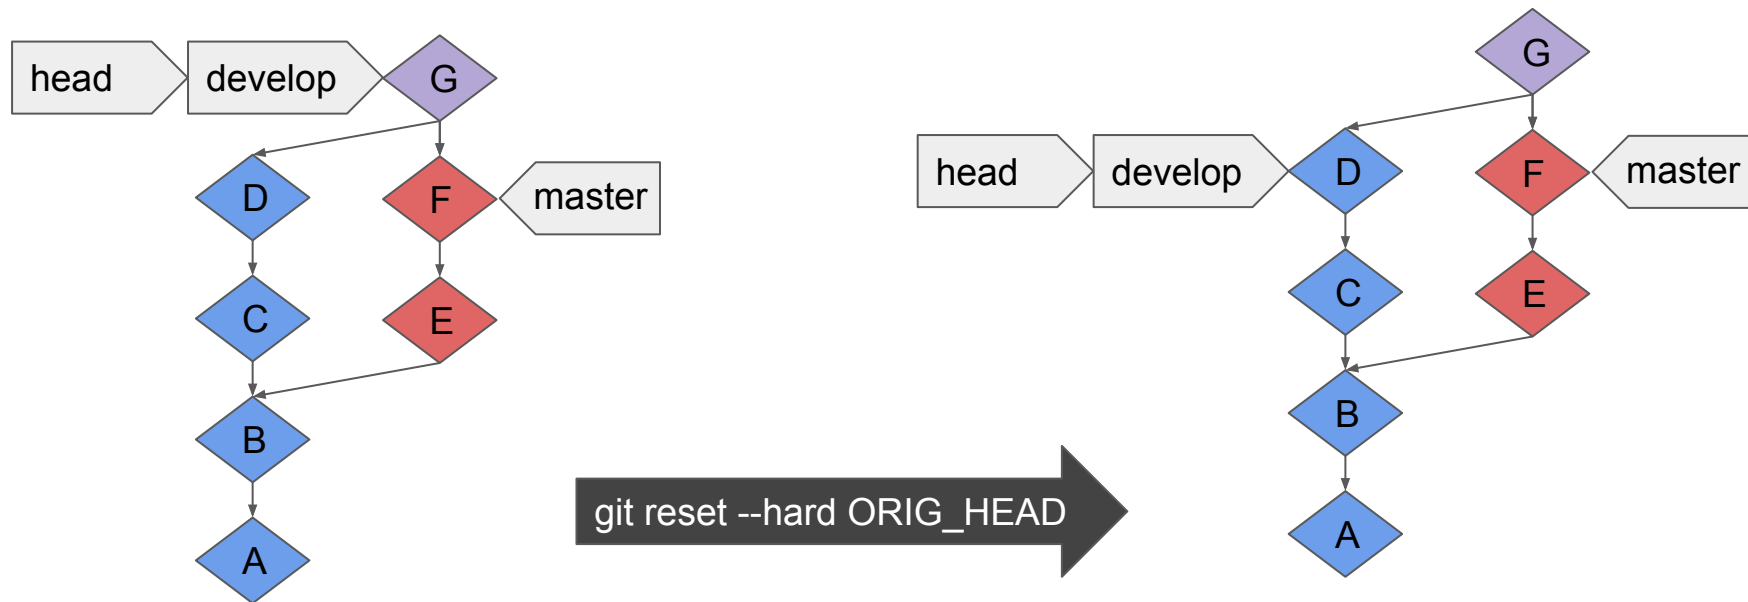 head
develop
G
D
F
master
C
E
B
A
git reset --hard ORIG_HEAD
G
head
develop
D
F
master
C
E
B
A